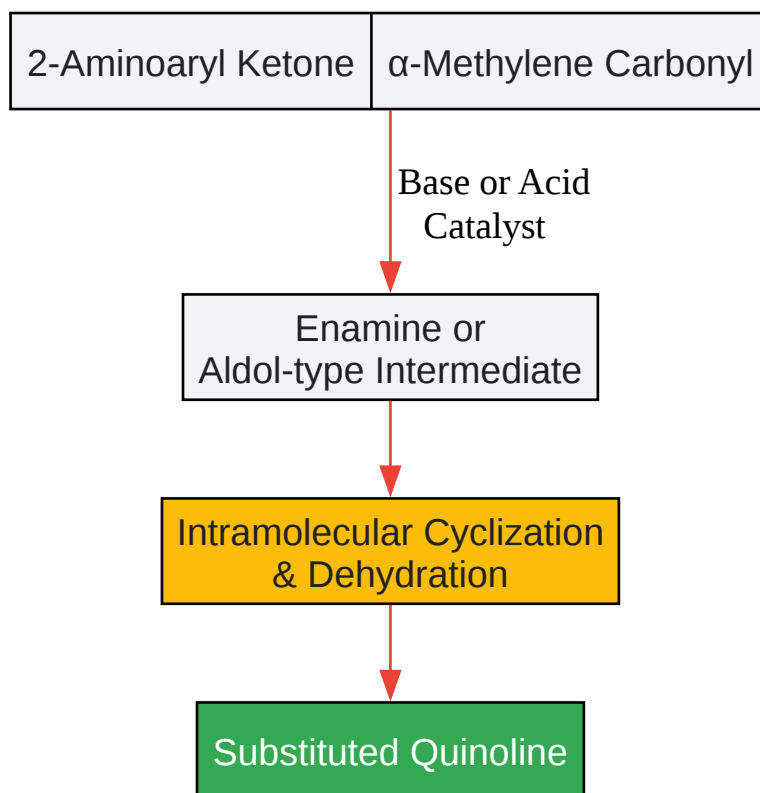 2-Aminoaryl Ketone
α-Methylene Carbonyl
Base or Acid
Catalyst
Enamine or
Aldol-type Intermediate
Intramolecular Cyclization
& Dehydration
Substituted Quinoline